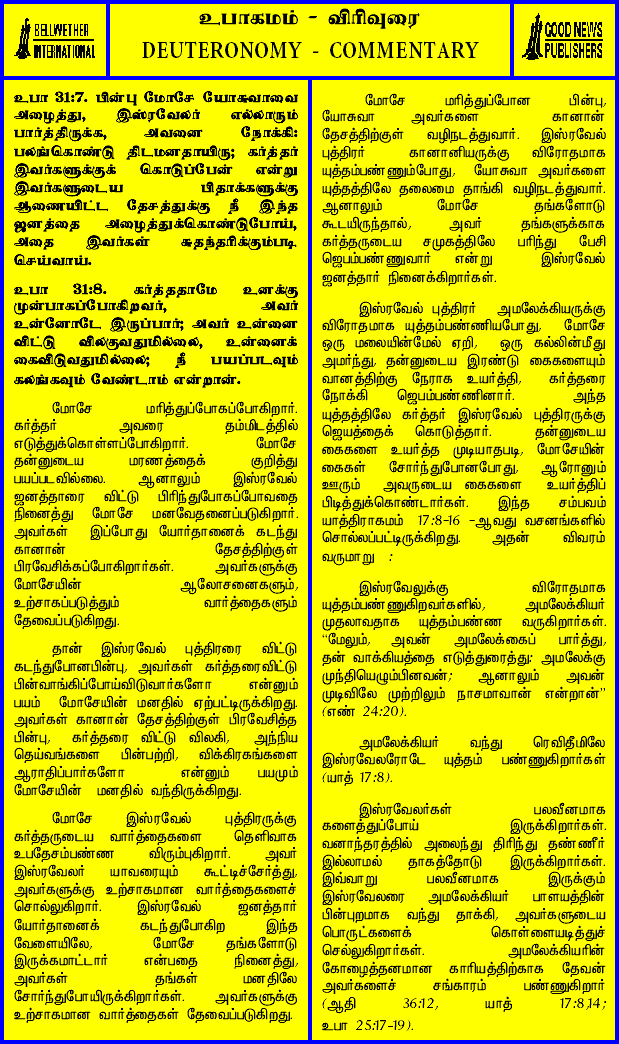 BELLWETHER
INTERNATIONAL
உபாகமம் - விரிவுரை
DEUTERONOMY - COMMENTARY
GOOD NEWS
PUBLISHERS
உபா 31:7. பின்பு மோசே யோசுவாவை
அழைத்து, இஸ்ரவேலர் எல்லாரும்
பார்த்திருக்க, அவனை நோக்கி:
பலங்கொண்டு திடமனதாயிரு; கர்த்தர்
இவர்களுக்குக் கொடுப்பேன் என்று
இவர்களுடைய பிதாக்களுக்கு
ஆணையிட்ட தேசத்துக்கு நீ இந்த
ஜனத்தை அழைத்துக்கொண்டுபோய்,
அதை இவர்கள் சுதந்தரிக்கும்படி
செய்வாய்.
உபா 31:8. கர்த்ததாமே உனக்கு
முன்பாகப்போகிறவர், அவர்
உன்னோடே இருப்பார்; அவர் உன்னை
விட்டு விலகுவதுமில்லை, உன்னைக்
கைவிடுவதுமில்லை; நீ பயப்படவும்
கலங்கவும் வேண்டாம் என்றான்.
மோசே மரித்துப்போகப்போகிறார்.
கர்த்தர் அவரை தம்மிடத்தில்
எடுத்துக்கொள்ளப்போகிறார். மோசே
தன்னுடைய மரணத்தைக் குறித்து
பயப்படவில்லை. ஆனாலும் இஸ்ரவேல்
ஜனத்தாரை விட்டு பிரிந்துபோகப்போவதை
நினைத்து மோசே மனவேதனைப்படுகிறார்.
அவர்கள் இப்போது யோர்தானைக் கடந்து
கானான் தேசத்திற்குள்
பிரவேசிக்கப்போகிறார்கள். அவர்களுக்கு
மோசேயின் ஆலோசனைகளும்,
உற்சாகப்படுத்தும் வார்த்தைகளும்
தேவைப்படுகிறது.
தான் இஸ்ரவேல் புத்திரரை விட்டு
கடந்துபோனபின்பு, அவர்கள் கர்த்தரைவிட்டு
பின்வாங்கிப்போய்விடுவார்களோ என்னும்
பயம் மோசேயின் மனதில் ஏற்பட்டிருக்கிறது.
அவர்கள் கானான் தேசத்திற்குள் பிரவேசித்த
பின்பு, கர்த்தரை விட்டு விலகி, அந்நிய
தெய்வங்களை பின்பற்றி, விக்கிரகங்களை
ஆராதிப்பார்களோ என்னும் பயமும்
மோசேயின் மனதில் வந்திருக்கிறது.
மோசே இஸ்ரவேல் புத்திரருக்கு
கர்த்தருடைய வார்த்தைகளை தெளிவாக
உபதேசம்பண்ண விரும்புகிறார். அவர்
இஸ்ரவேலர் யாவரையும் கூட்டிச்சேர்த்து,
அவர்களுக்கு உற்சாகமான வார்த்தைகளைச்
சொல்லுகிறார். இஸ்ரவேல் ஜனத்தார்
யோர்தானைக் கடந்துபோகிற இந்த
வேளையிலே, மோசே தங்களோடு
இருக்கமாட்டார் என்பதை நினைத்து,
அவர்கள் தங்கள் மனதிலே
சோர்ந்துபோயிருக்கிறார்கள். அவர்களுக்கு
உற்சாகமான வார்த்தைகள் தேவைப்படுகிறது.
மோசே மரித்துப்போன பின்பு,
யோசுவா அவர்களை கானான்
தேசத்திற்குள் வழிநடத்துவார். இஸ்ரவேல்
புத்திரர் கானானியருக்கு விரோதமாக
யுத்தம்பண்ணும்போது, யோசுவா அவர்களை
யுத்தத்திலே தலைமை தாங்கி வழிநடத்துவார்.
ஆனாலும் மோசே தங்களோடு
கூடயிருந்தால், அவர் தங்களுக்காக
கர்த்தருடைய சமுகத்திலே பரிந்து பேசி
ஜெபம்பண்ணுவார் என்று இஸ்ரவேல்
ஜனத்தார் நினைக்கிறார்கள்.
இஸ்ரவேல் புத்திரர் அமலேக்கியருக்கு
விரோதமாக யுத்தம்பண்ணியபோது, மோசே
ஒரு மலையின்மேல் ஏறி, ஒரு கல்லின்மீது
அமர்ந்து, தன்னுடைய இரண்டு கைகளையும்
வானத்திற்கு நேராக உயர்த்தி, கர்த்தரை
நோக்கி ஜெபம்பண்ணினார். அந்த
யுத்தத்திலே கர்த்தர் இஸ்ரவேல் புத்திரருக்கு
ஜெயத்தைக் கொடுத்தார். தன்னுடைய
கைகளை உயர்த்த முடியாதபடி, மோசேயின்
கைகள் சோர்ந்துபோனபோது, ஆரோனும்
ஊரும் அவருடைய கைகளை உயர்த்திப்
பிடித்துக்கொண்டார்கள். இந்த சம்பவம்
யாத்திராகமம் 17:8-16 -ஆவது வசனங்களில்
சொல்லப்பட்டிருக்கிறது. அதன் விவரம்
வருமாறு :
இஸ்ரவேலுக்கு விரோதமாக
யுத்தம்பண்ணுகிறவர்களில், அமலேக்கியர்
முதலாவதாக யுத்தம்பண்ண வருகிறார்கள்.
“மேலும், அவன் அமலேக்கைப் பார்த்து,
தன் வாக்கியத்தை எடுத்துரைத்து: அமலேக்கு
முந்தியெழும்பினவன்; ஆனாலும் அவன்
முடிவிலே முற்றிலும் நாசமாவான் என்றான்”
(எண் 24:20).
அமலேக்கியர் வந்து ரெவிதீமிலே
இஸ்ரவேலரோடே யுத்தம் பண்ணுகிறார்கள்
(யாத் 17:8).
இஸ்ரவேலர்கள் பலவீனமாக
களைத்துப்போய் இருக்கிறார்கள்.
வனாந்தரத்தில் அலைந்து திரிந்து தண்ணீர்
இல்லாமல் தாகத்தோடு இருக்கிறார்கள்.
இவ்வாறு பலவீனமாக இருக்கும்
இஸ்ரவேலரை அமலேக்கியர் பாளயத்தின்
பின்புறமாக வந்து தாக்கி, அவர்களுடைய
பொருட்களைக் கொள்ளையடித்துச்
செல்லுகிறார்கள். அமலேக்கியரின்
கோழைத்தனமான காரியத்திற்காக தேவன்
அவர்களைச் சங்காரம் பண்ணுகிறார்
(ஆதி 36:12, யாத் 17:8,14;
உபா 25:17-19).